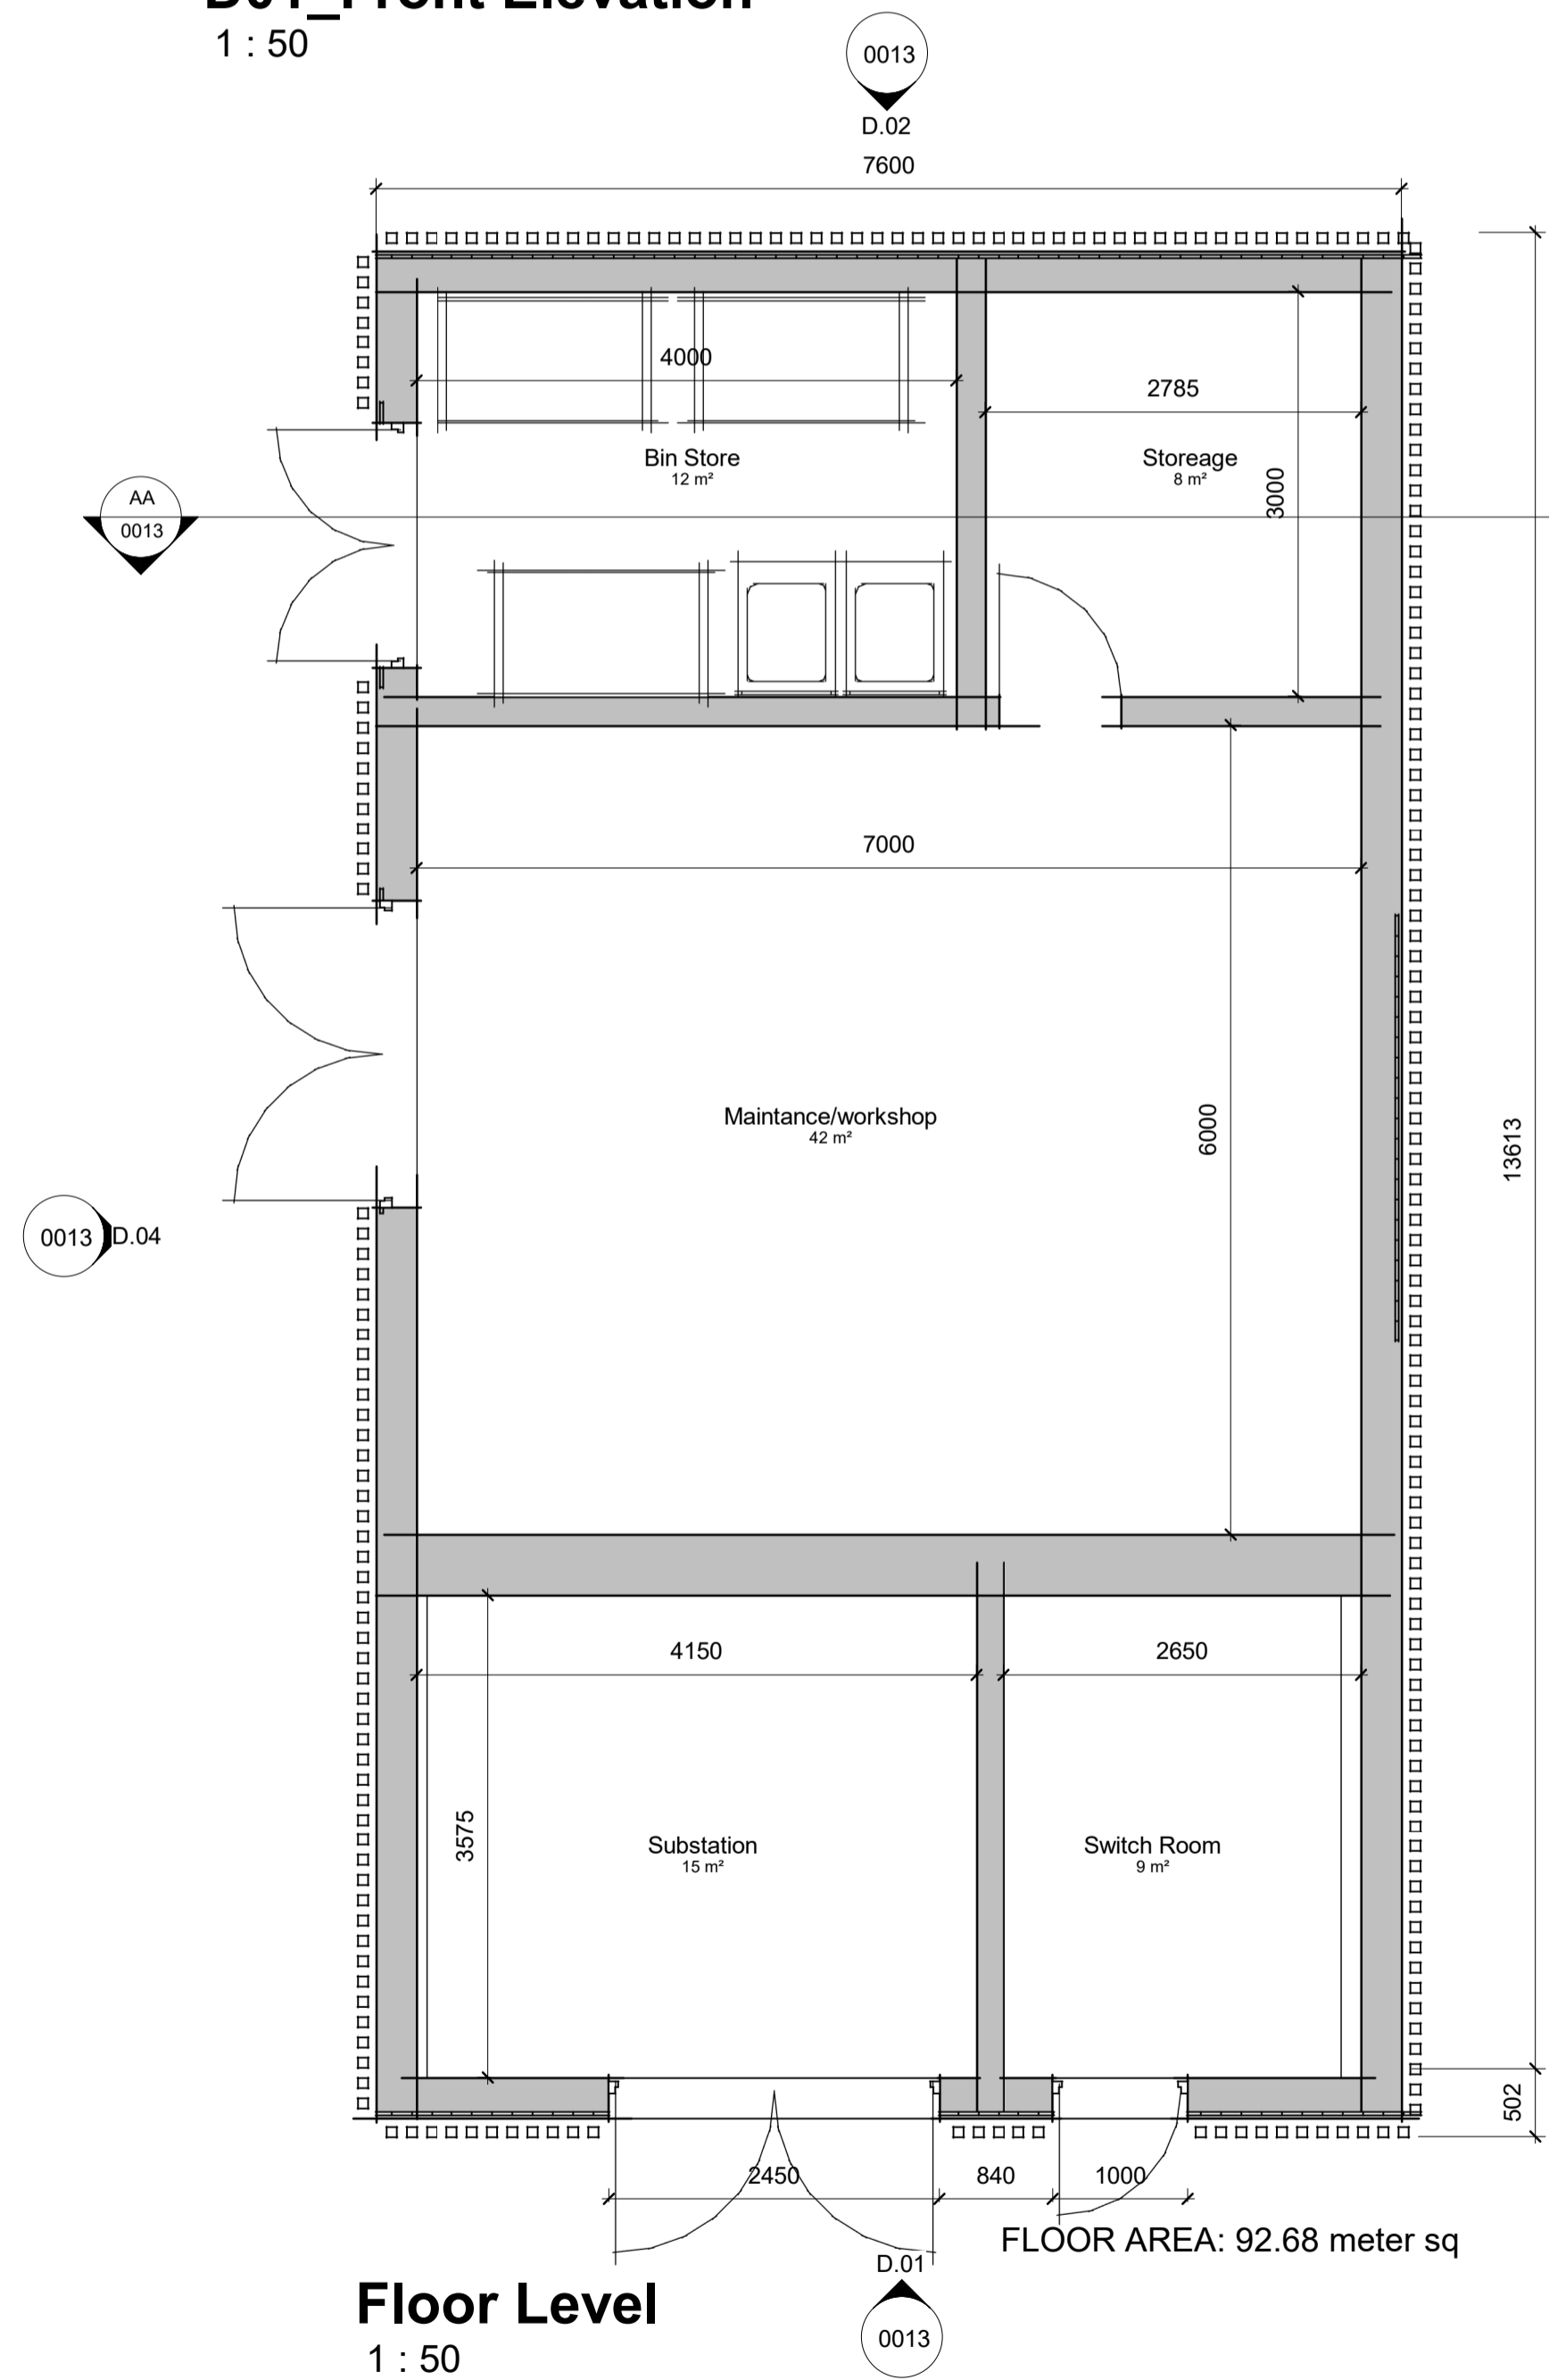 D01_Front Elevation
1 : 50
0013
D.02
7600
4000
2785
Bin Store
12 m²
Storeage
8 m²
3000
AA
0013
7000
Maintance/workshop
42 m²
6000
13613
0013
D.04
4150
2650
3575
Substation
15 m²
Switch Room
9 m²
502
2450
840
1000
FLOOR AREA: 92.68 meter sq
D.01
Floor Level
0013
1 : 50